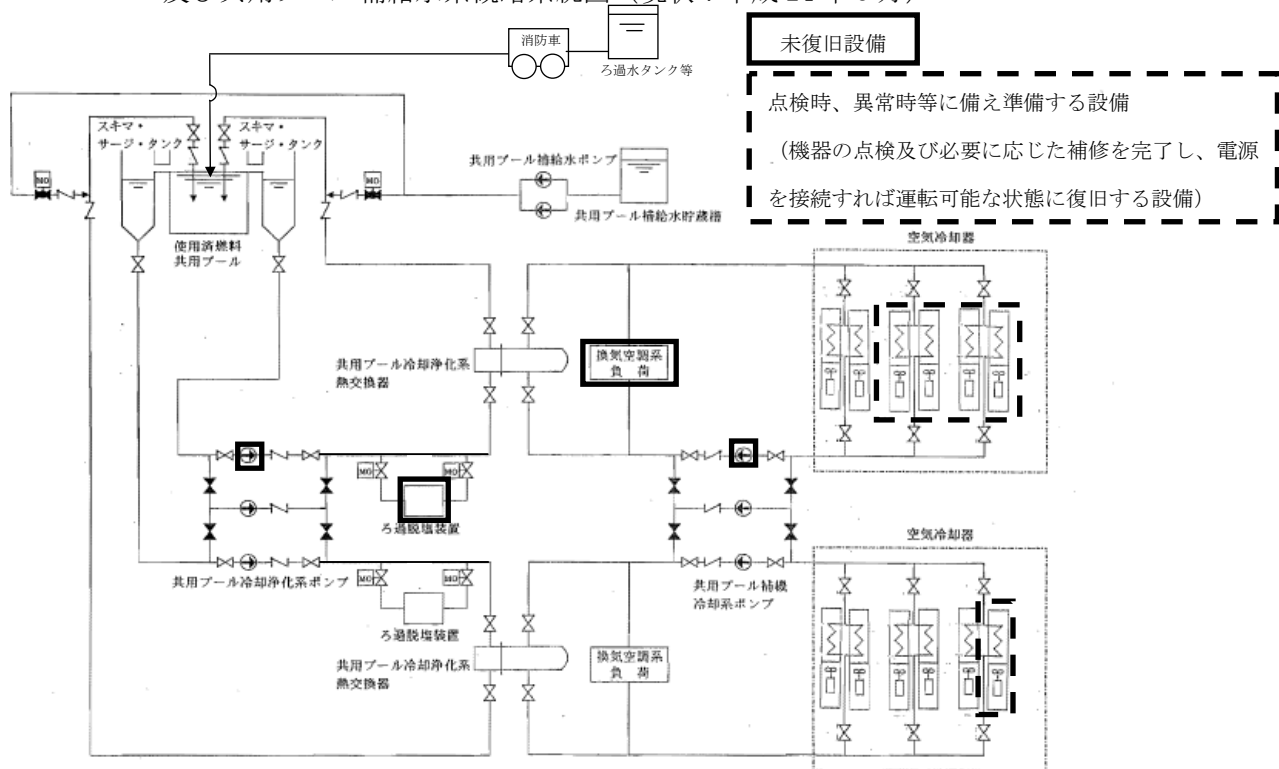 消防車
ろ過水タンク等
未復旧設備
点検時、異常時等に備え準備する設備
（機器の点検及び必要に応じた補修を完了し、電源
を接続すれば運転可能な状態に復旧する設備）
スキマ・
サージ・タンク
スキマ・
サージ・タンク
MO
MO
共用プール補給水ポンプ
共用プール補給水貯蔵槽
使用済燃料
共用プール
空気冷却器
共用プール冷却浄化系
熱交換器
換気空調系
負荷
MO
MO
ろ過脱塩装置
共用プール冷却浄化系ポンプ
MO
MO
ろ過脱塩装置
共用プール補機
冷却系ポンプ
空気冷却器
共用プール冷却浄化系
熱交換器
換気空調系
負荷